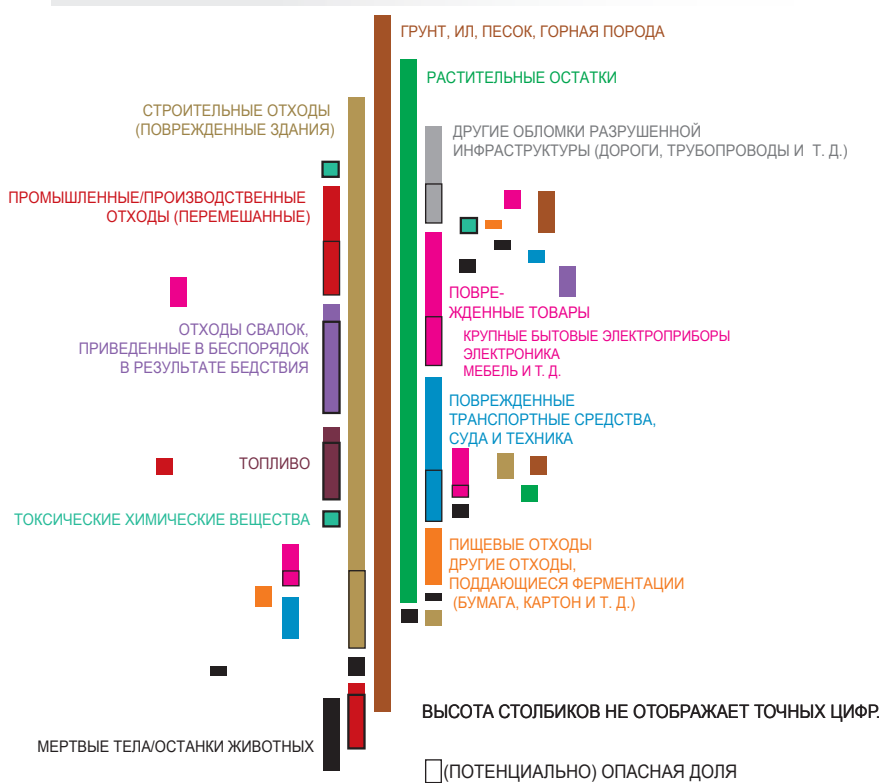 ГРУНТ, ИЛ, ПЕСОК, ГОРНАЯ ПОРОДА
РАСТИТЕЛЬНЫЕ ОСТАТКИ
СТРОИТЕЛЬНЫЕ ОТХОДЫ
(ПОВРЕЖДЕННЫЕ ЗДАНИЯ)
ДРУГИЕ ОБЛОМКИ РАЗРУШЕННОЙ
ИНФРАСТРУКТУРЫ (ДОРОГИ, ТРУБОПРОВОДЫ И Т. Д.)
ПРОМЫШЛЕННЫЕ/ПРОИЗВОДСТВЕННЫЕ
ОТХОДЫ (ПЕРЕМЕШАННЫЕ)
ПОВРЕ-
ЖДЕННЫЕ ТОВАРЫ
КРУПНЫЕ БЫТОВЫЕ ЭЛЕКТРОПРИБОРЫ
ЭЛЕКТРОНИКА
МЕБЕЛЬ И Т. Д.
ОТХОДЫ СВАЛОК,
ПРИВЕДЕННЫЕ В БЕСПОРЯДОК
В РЕЗУЛЬТАТЕ БЕДСТВИЯ
ПОВРЕЖДЕННЫЕ
ТРАНСПОРТНЫЕ СРЕДСТВА,
СУДА И ТЕХНИКА
ТОПЛИВО
ТОКСИЧЕСКИЕ ХИМИЧЕСКИЕ ВЕЩЕСТВА
ПИЩЕВЫЕ ОТХОДЫ
ДРУГИЕ ОТХОДЫ,
ПОДДАЮЩИЕСЯ ФЕРМЕНТАЦИИ
(БУМАГА, КАРТОН И Т. Д.)
ВЫСОТА СТОЛБИКОВ НЕ ОТОБРАЖАЕТ ТОЧНЫХ ЦИФР.
МЕРТВЫЕ ТЕЛА/ОСТАНКИ ЖИВОТНЫХ
(ПОТЕНЦИАЛЬНО) ОПАСНАЯ ДОЛЯ